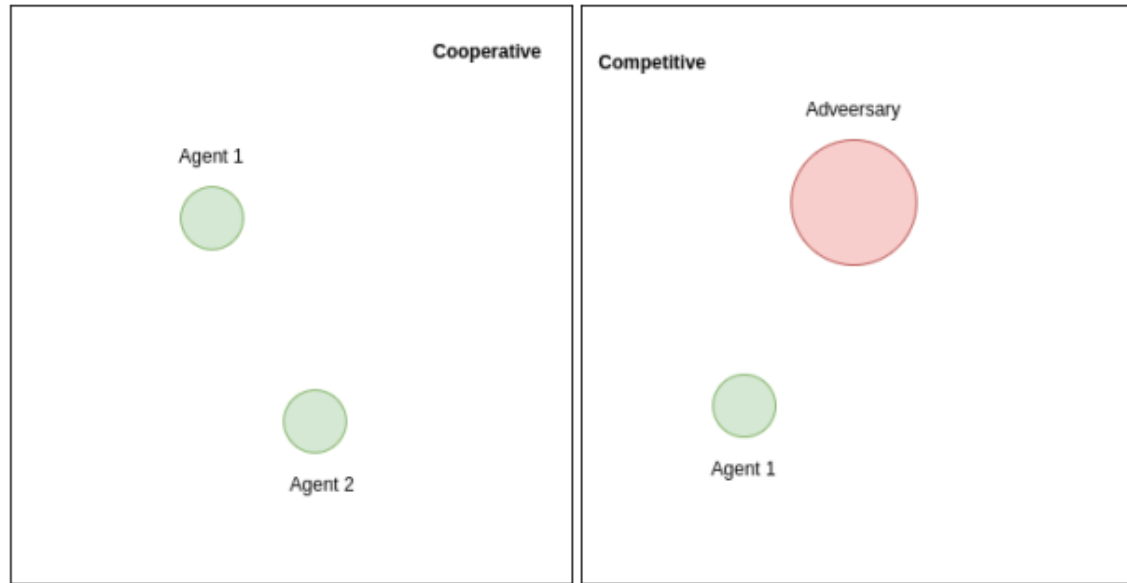 Cooperative
Agent 1
Agent 2
Competitive
Adveersary
Agent 1